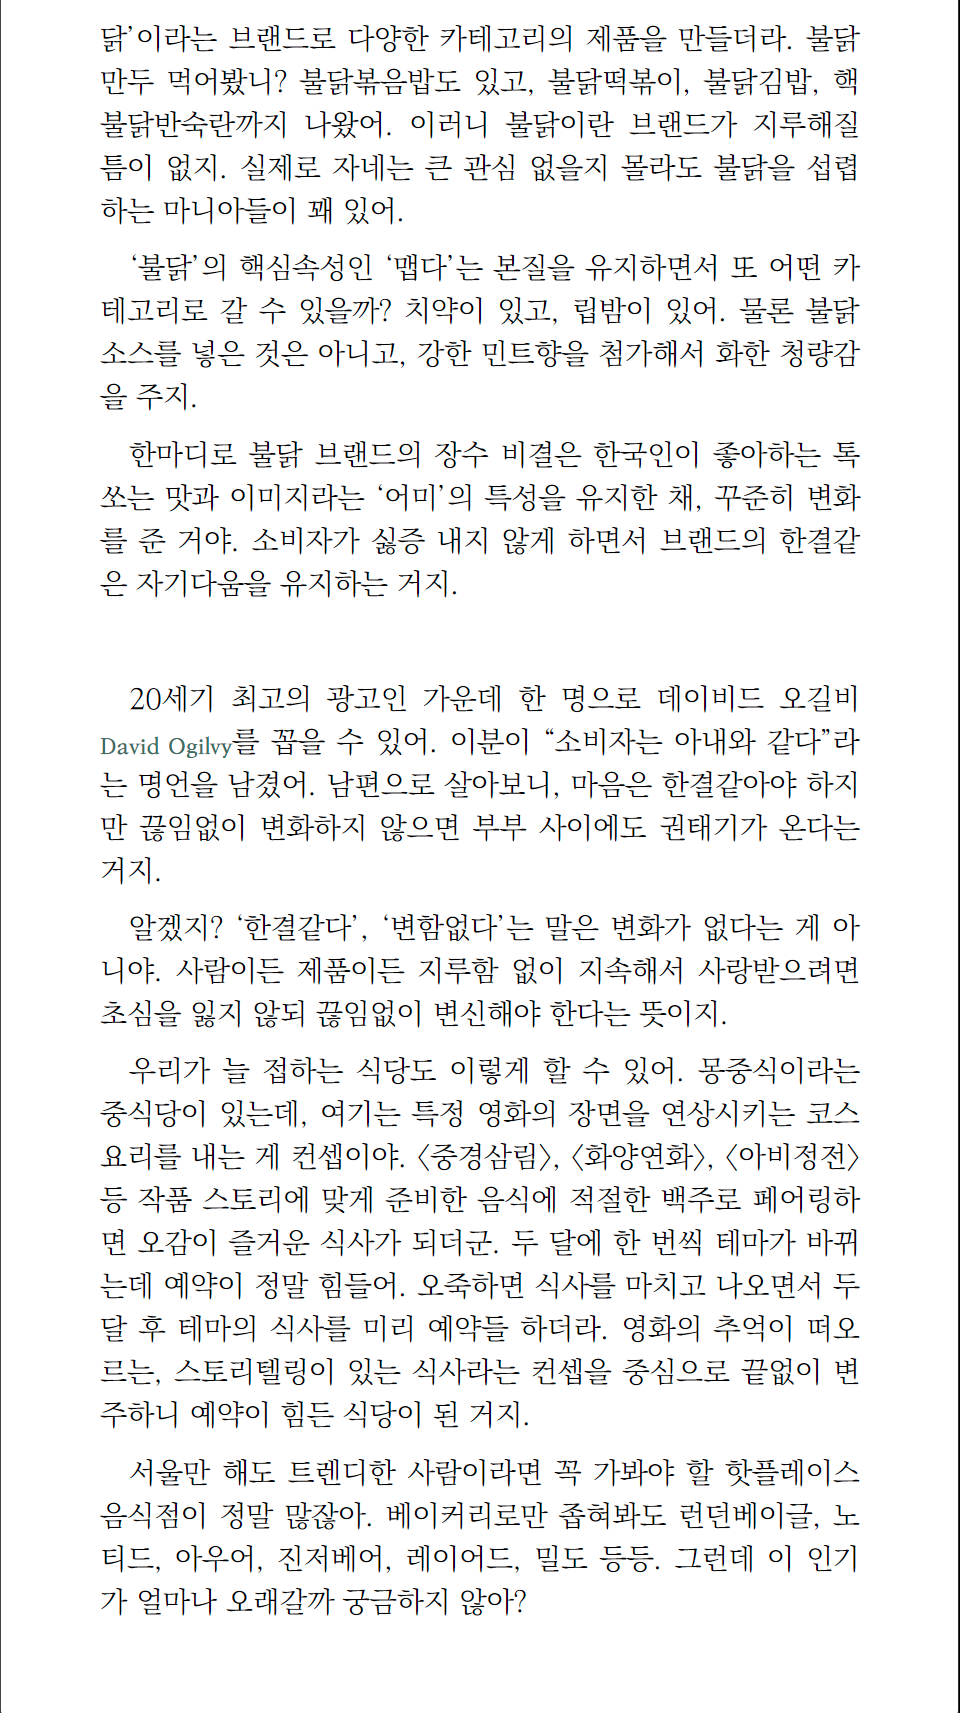 닭’이라는 브랜드로 다양한 카테고리의 제품을 만들더라. 불닭
만두 먹어봤니? 불닭볶음밥도 있고, 불닭떡볶이, 불닭김밥, 핵
불닭반숙란까지 나왔어. 이러니 불닭이란 브랜드가 지루해질
틈이 없지. 실제로 자네는 큰 관심 없을지 몰라도 불닭을 섭렵
하는 마니아들이 꽤 있어.
‘불닭’의 핵심속성인 ‘맵다’는 본질을 유지하면서 또 어떤 카
테고리로 갈 수 있을까? 치약이 있고, 립밤이 있어. 물론 불닭
소스를 넣은 것은 아니고, 강한 민트향을 첨가해서 화한 청량감
을 주지.
한마디로 불닭 브랜드의 장수 비결은 한국인이 좋아하는 톡
쏘는 맛과 이미지라는 ‘어미’의 특성을 유지한 채, 꾸준히 변화
를 준 거야. 소비자가 싫증 내지 않게 하면서 브랜드의 한결같
은 자기다움을 유지하는 거지.
20세기 최고의 광고인 가운데 한 명으로 데이비드 오길비
David Ogilvy를 꼽을 수 있어. 이분이 “소비자는 아내와 같다”라
는 명언을 남겼어. 남편으로 살아보니, 마음은 한결같아야 하지
만 끊임없이 변화하지 않으면 부부 사이에도 권태기가 온다는
거지.
알겠지? ‘한결같다’, ‘변함없다’는 말은 변화가 없다는 게 아
니야. 사람이든 제품이든 지루함 없이 지속해서 사랑받으려면
초심을 잃지 않되 끊임없이 변신해야 한다는 뜻이지.
우리가 늘 접하는 식당도 이렇게 할 수 있어. 몽중식이라는
중식당이 있는데, 여기는 특정 영화의 장면을 연상시키는 코스
요리를 내는 게 컨셉이야. 〈중경삼림〉, 〈화양연화〉, 〈아비정전〉
등 작품 스토리에 맞게 준비한 음식에 적절한 백주로 페어링하
면 오감이 즐거운 식사가 되더군. 두 달에 한 번씩 테마가 바뀌
는데 예약이 정말 힘들어. 오죽하면 식사를 마치고 나오면서 두
달 후 테마의 식사를 미리 예약들 하더라. 영화의 추억이 떠오
르는, 스토리텔링이 있는 식사라는 컨셉을 중심으로 끝없이 변
주하니 예약이 힘든 식당이 된 거지.
서울만 해도 트렌디한 사람이라면 꼭 가봐야 할 핫플레이스
음식점이 정말 많잖아. 베이커리로만 좁혀봐도 런던베이글, 노
티드, 아우어, 진저베어, 레이어드, 밀도 등등. 그런데 이 인기
가 얼마나 오래갈까 궁금하지 않아?